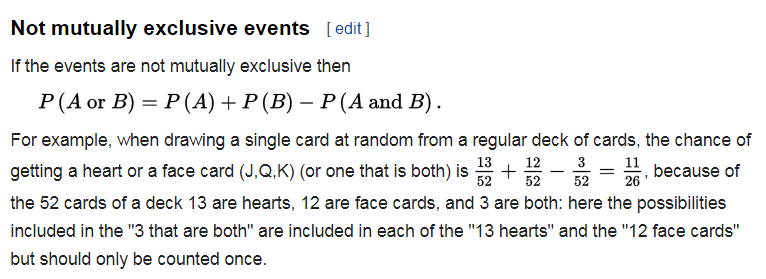 Not mutually exclusive events [edit]
If the events are not mutually exclusive then
P (A or B) = P (A) + P (B) − P (A and B) .
For example, when drawing a single card at random from a regular deck of cards, the chance of
getting a heart or a face card (J,Q,K) (or one that is both) is 13/52 + 12/52 − 3/52 = 11/26 , because of
the 52 cards of a deck 13 are hearts, 12 are face cards, and 3 are both: here the possibilities
included in the "3 that are both" are included in each of the "13 hearts" and the "12 face cards"
but should only be counted once.